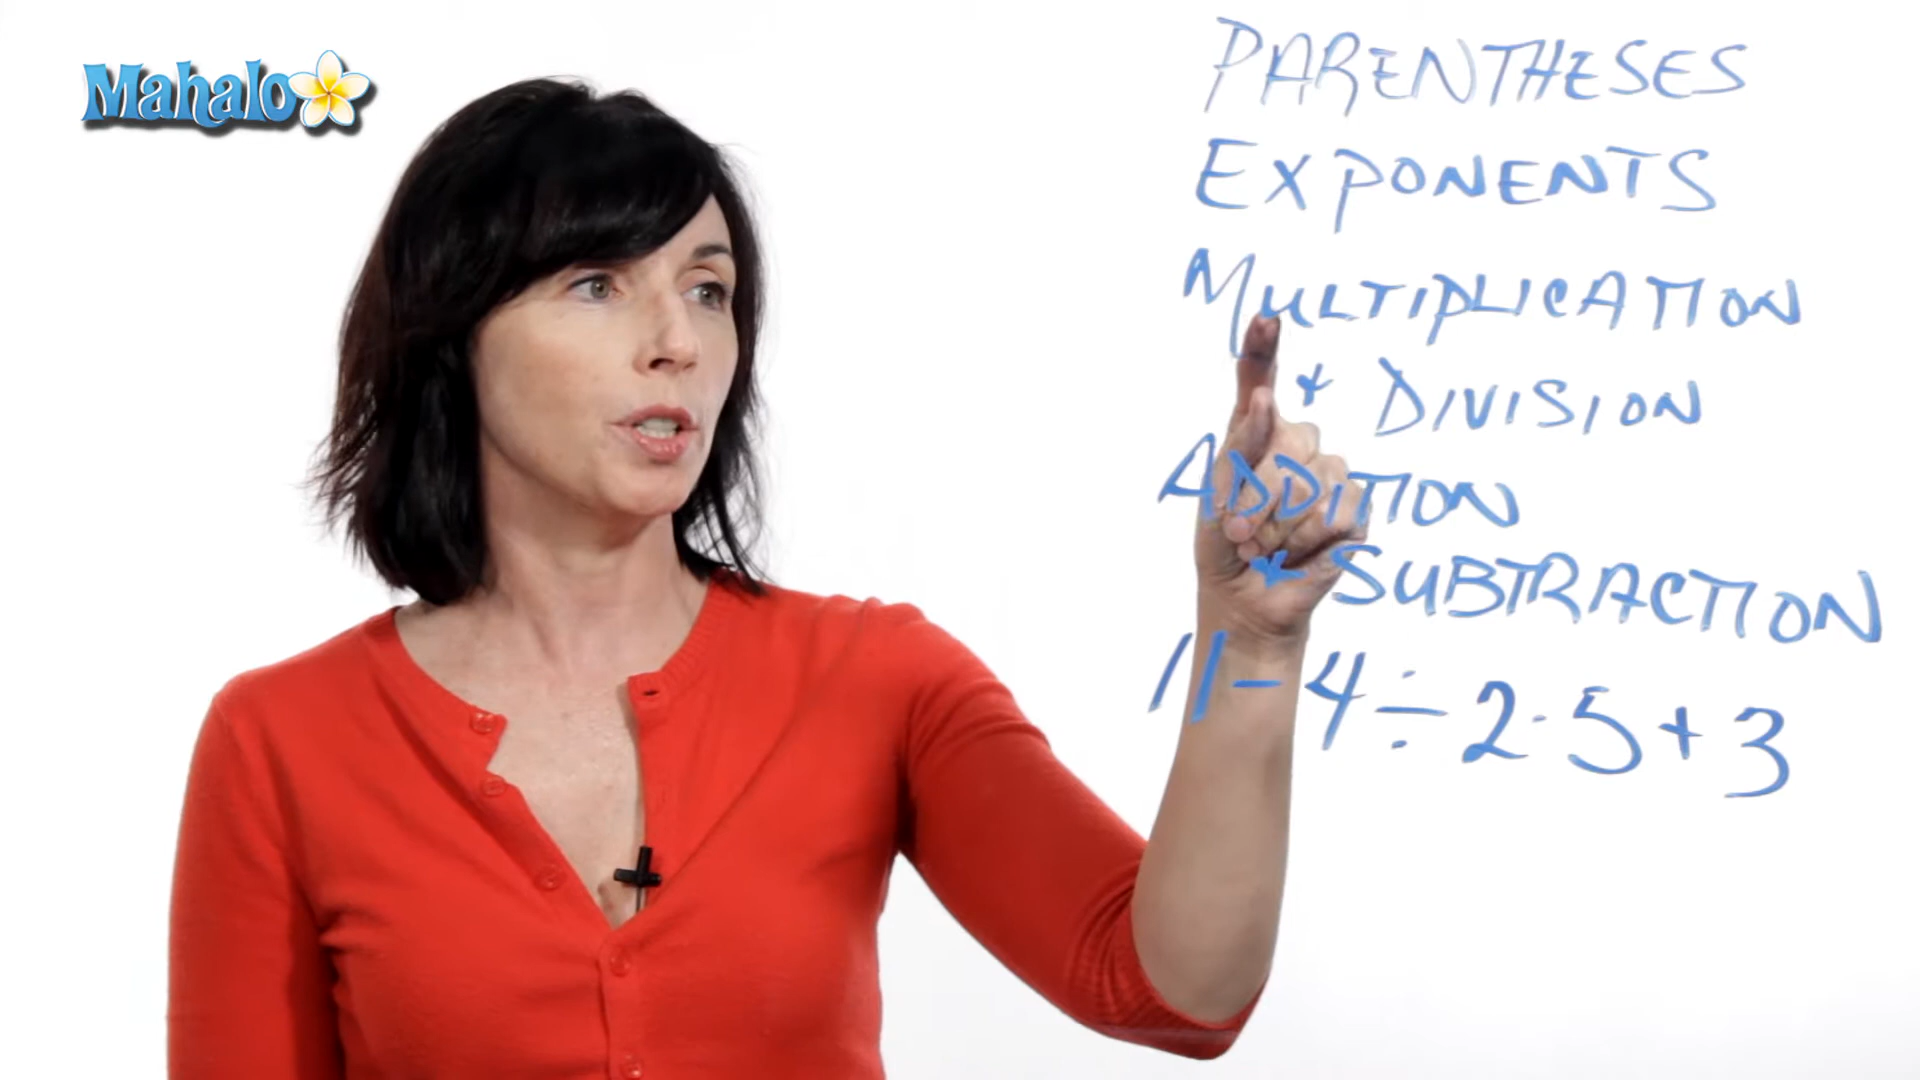 Mahalo
PARENTHESES
EXPONENTS
MULTIPLICATION
+ DIVISION
ADDITION
+ SUBTRACTION
11 - 4 ÷ 2 · 5 + 3